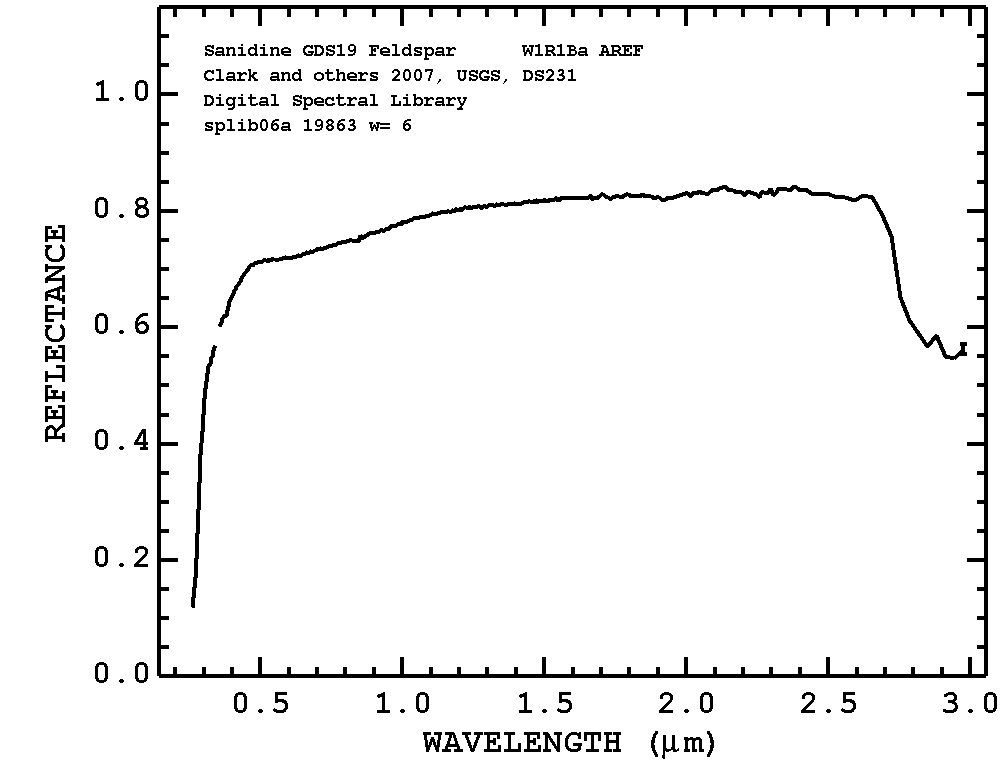 Sanidine GDS19 Feldspar W1R1Ba AREF
Clark and others 2007, USGS, DS231
Digital Spectral Library
splib06a 19863 w= 6
1.0
0.8
0.6
0.4
0.2
0.0
REFLECTANCE
0.5 1.0 1.5 2.0 2.5 3.0
WAVELENGTH (μm)